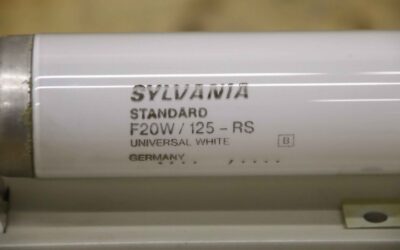 SYLVANIA
STANDARD
F20W/125-RS
UNIVERSAL WHITE B
GERMANY